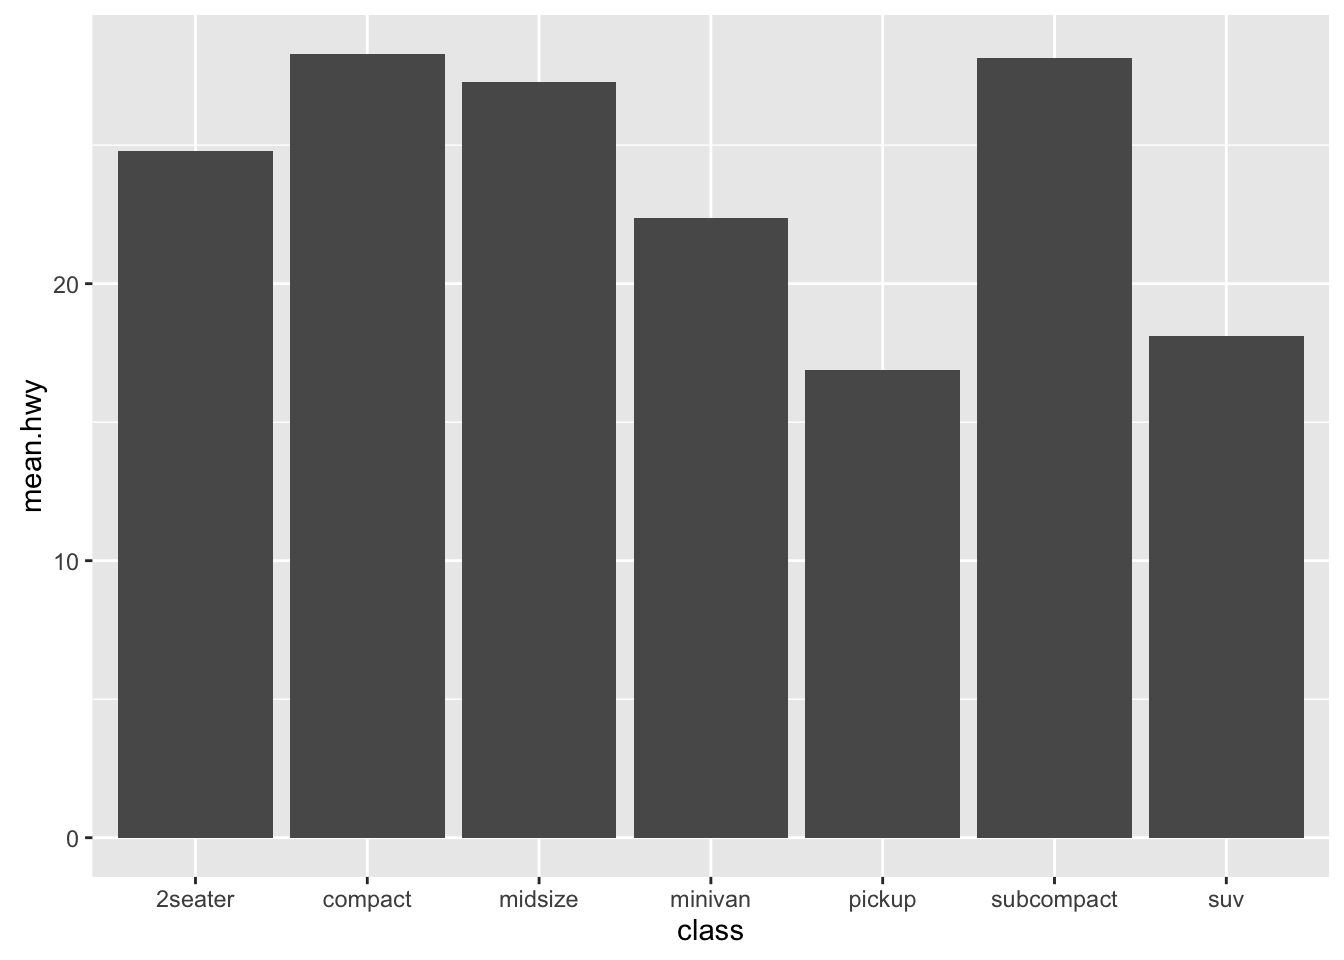 mean.hwy
20
10
0
2seater compact midsize minivan pickup subcompact suv
class